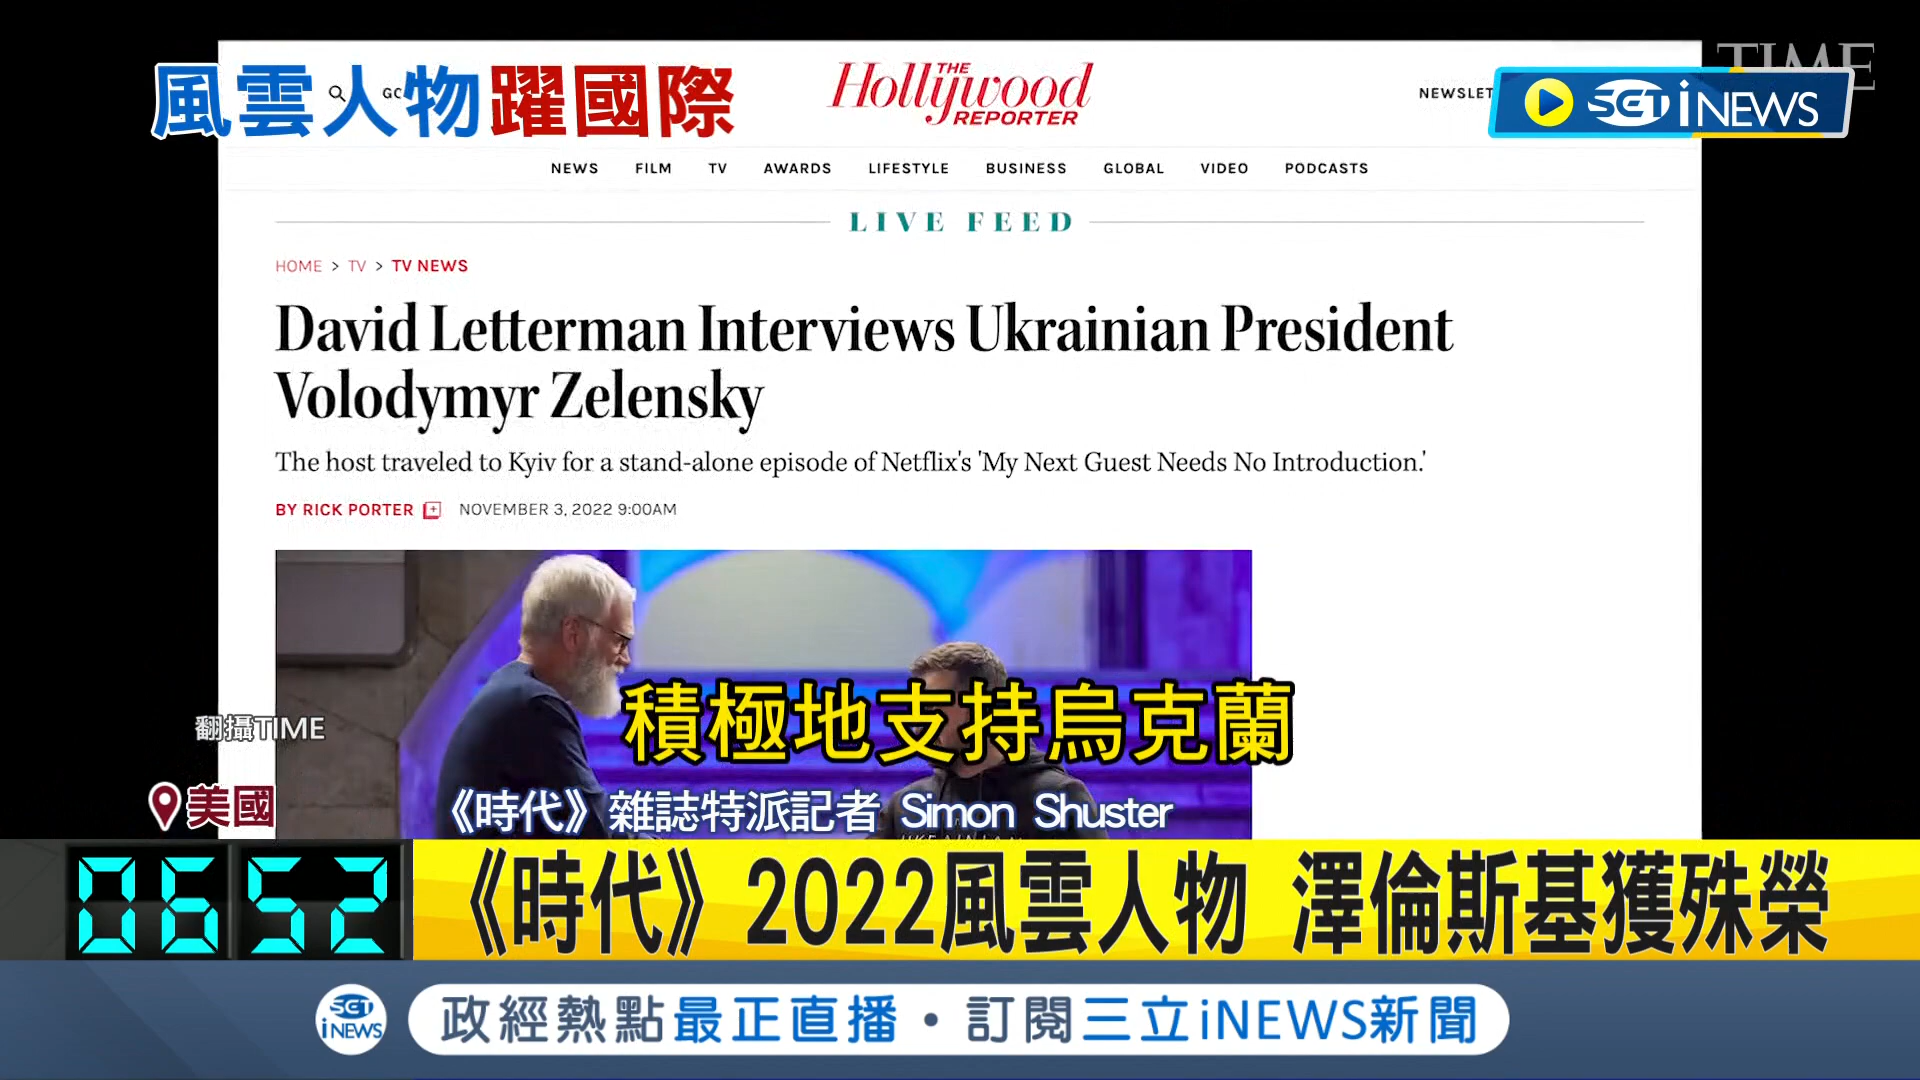 TIME
風雲人物躍國際
GO
THE
Hollywood
REPORTER
NEWSLET
SET iNEWS
NEWS FILM TV AWARDS LIFESTYLE BUSINESS GLOBAL VIDEO PODCASTS
LIVE FEED
HOME > TV > TV NEWS
David Letterman Interviews Ukrainian President
Volodymyr Zelensky
The host traveled to Kyiv for a stand-alone episode of Netflix's 'My Next Guest Needs No Introduction.'
BY RICK PORTER NOVEMBER 3, 2022 9:00AM
積極地支持烏克蘭
翻攝TIME
美國
《時代》雜誌特派記者 Simon Shuster
0652
《時代》2022風雲人物 澤倫斯基獲殊榮
SET
iNEWS
政經熱點最正直播・訂閱三立iNEWS新聞